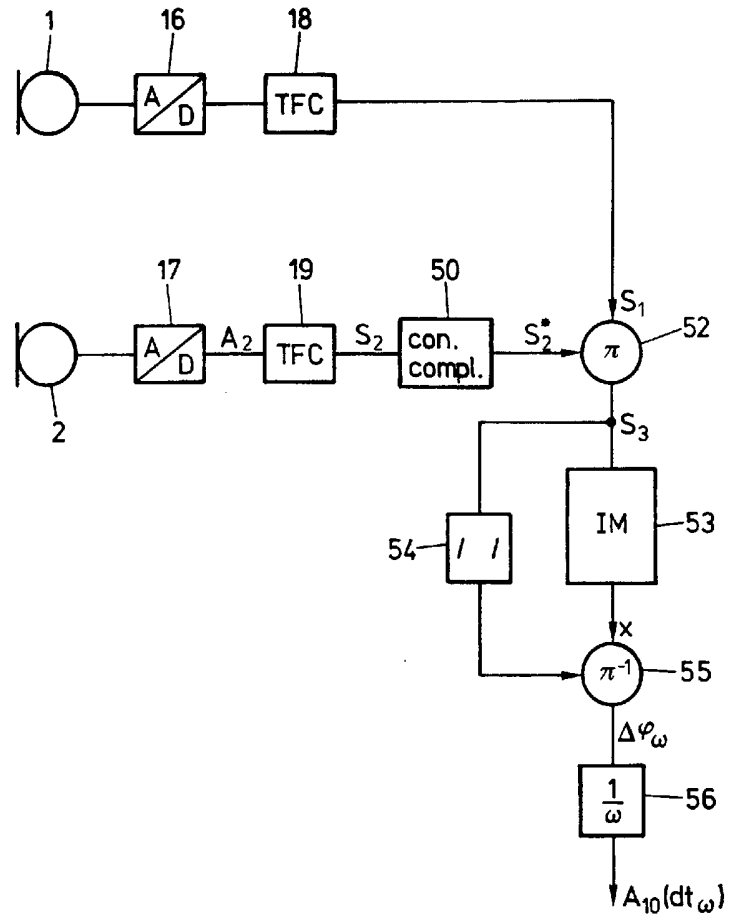 1 16 18
A/D TFC
S₁
17 19 50 52
A/D A₂ TFC S₂ con. compl. S₂* π
2
S₃
54 / / IM 53
x
π⁻¹ 55
Δφω
1/ω 56
A₁₀(dtω)